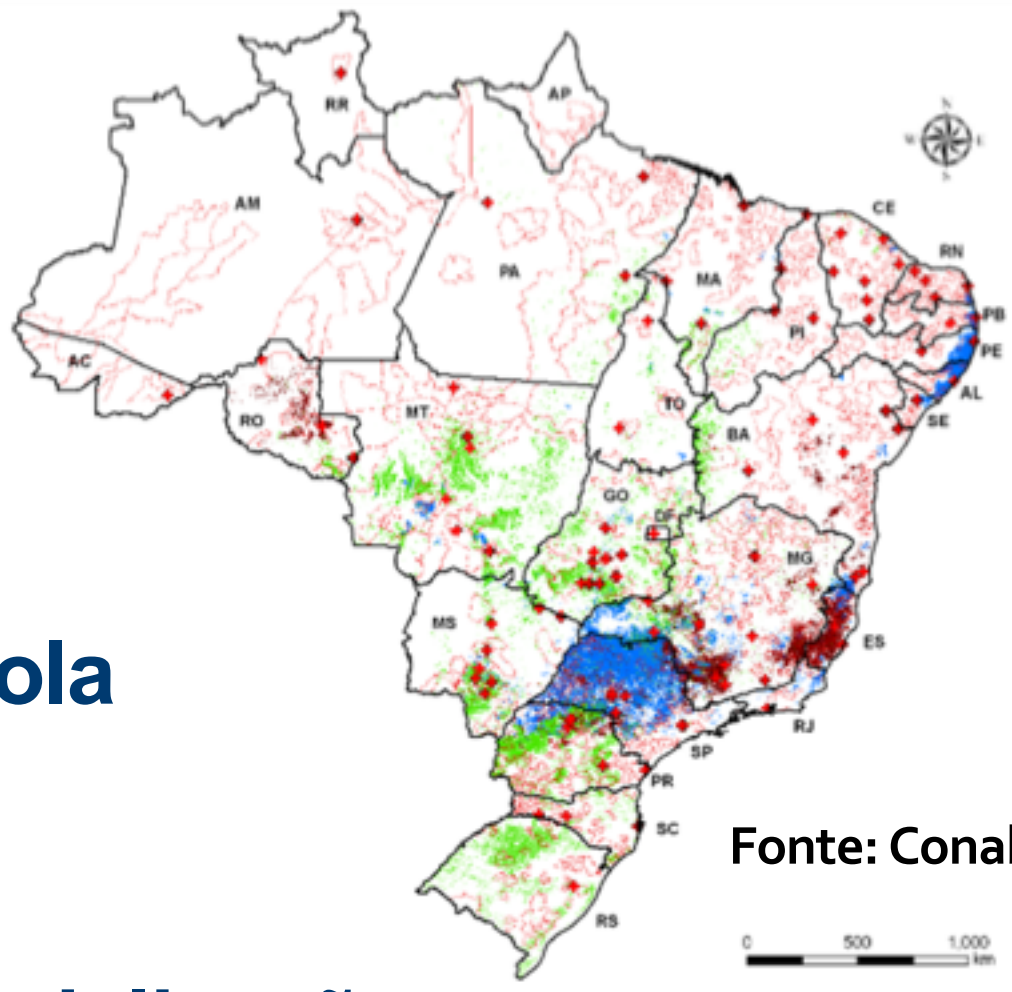 AP
RR
N
AM
CE
RN
PA
MA
PB
PI
PE
AC
AL
TO
SE
MT
RO
BA
GO
DF
MG
MS
ES
ola
RJ
SP
PR
SC
Fonte: Conal
RS
0 500 1.000
km